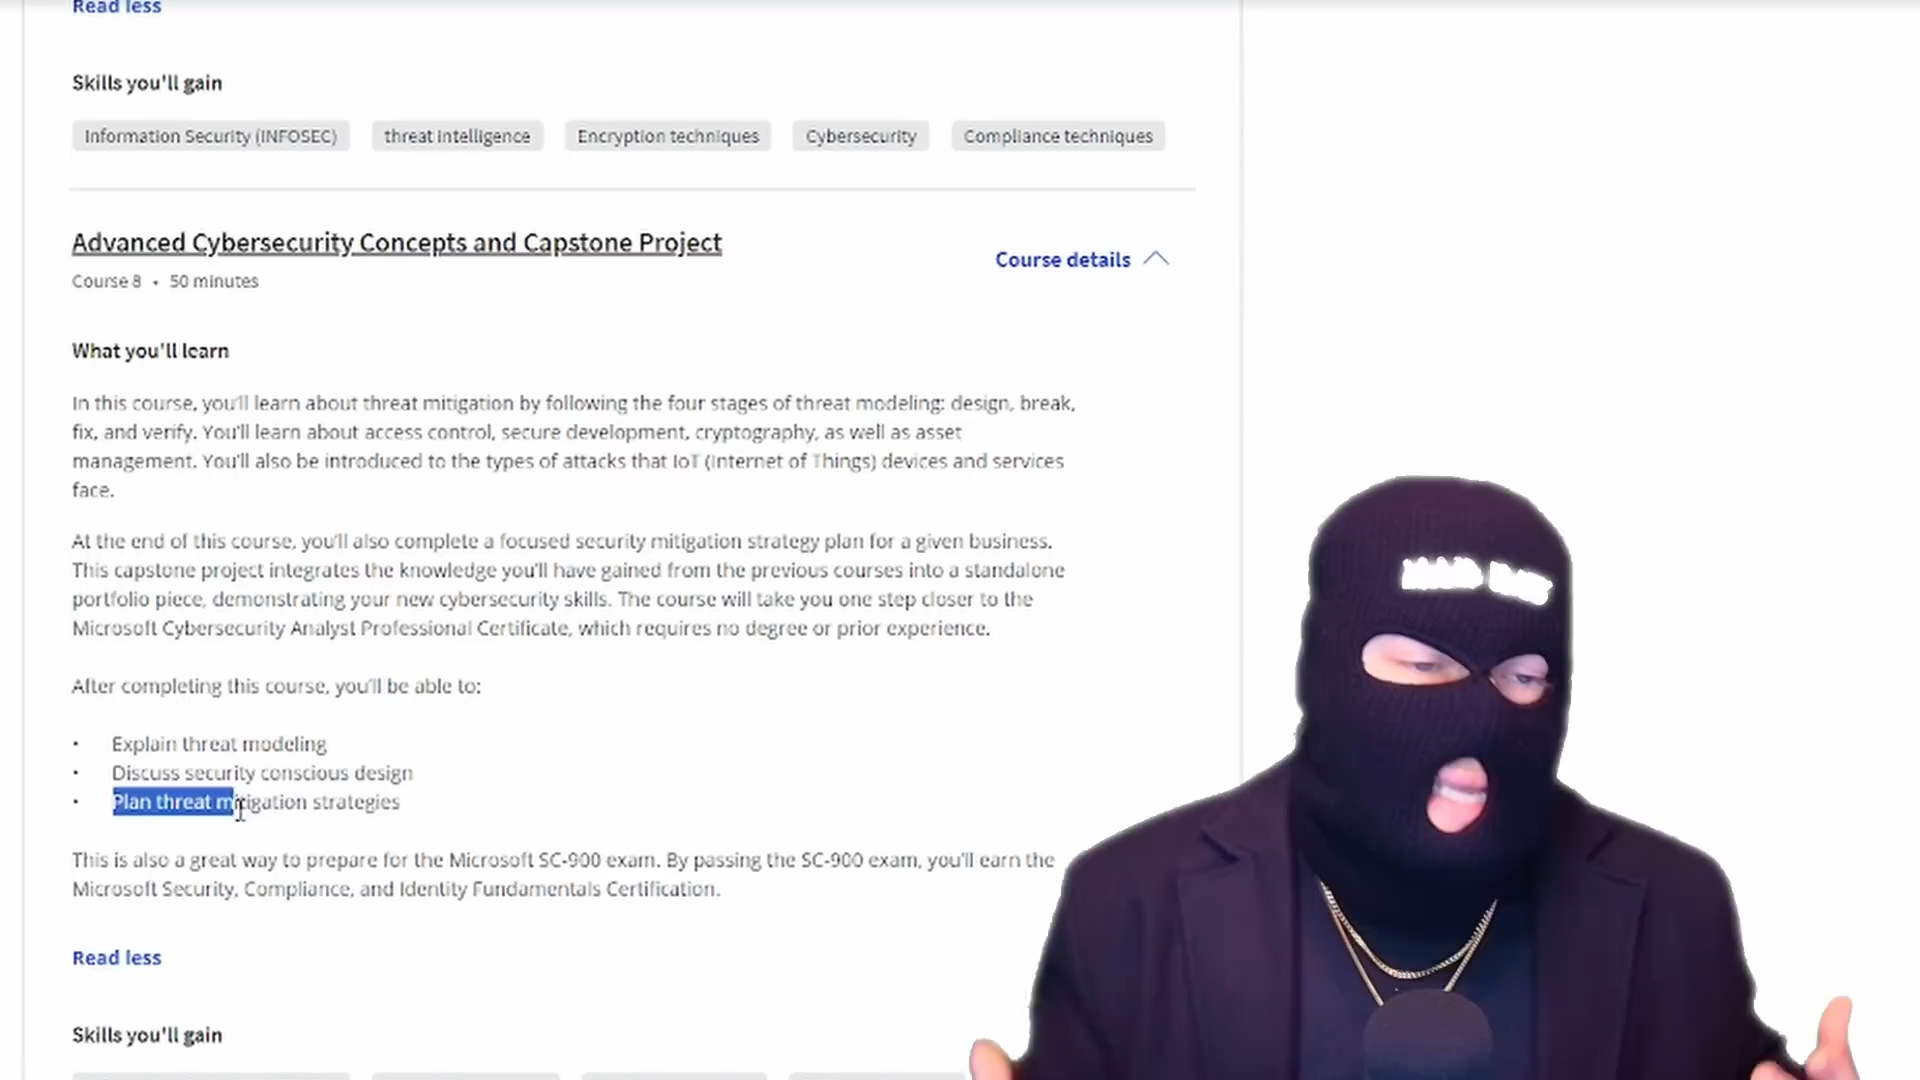 Read less
Skills you'll gain
Information Security (INFOSEC) threat intelligence Encryption techniques Cybersecurity Compliance techniques
Advanced Cybersecurity Concepts and Capstone Project
Course details
Course 8 • 50 minutes
What you'll learn
In this course, you'll learn about threat mitigation by following the four stages of threat modeling: design, break,
fix, and verify. You'll learn about access control, secure development, cryptography, as well as asset
management. You'll also be introduced to the types of attacks that IoT (Internet of Things) devices and services
face.
At the end of this course, you'll also complete a focused security mitigation strategy plan for a given business.
This capstone project integrates the knowledge you'll have gained from the previous courses into a standalone
portfolio piece, demonstrating your new cybersecurity skills. The course will take you one step closer to the
Microsoft Cybersecurity Analyst Professional Certificate, which requires no degree or prior experience.
After completing this course, you'll be able to:
• Explain threat modeling
• Discuss security conscious design
• Plan threat mitigation strategies
This is also a great way to prepare for the Microsoft SC-900 exam. By passing the SC-900 exam, you'll earn the
Microsoft Security, Compliance, and Identity Fundamentals Certification.
Read less
Skills you'll gain